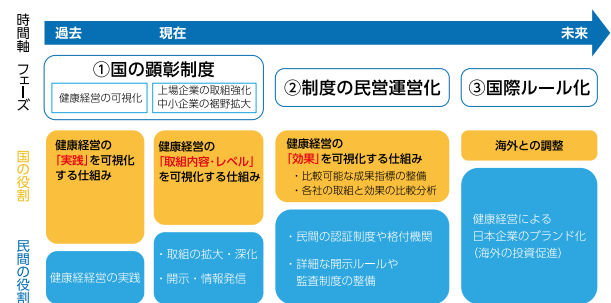 時間軸
過去
現在
未来
フェーズ
①国の顕彰制度
健康経営の可視化
上場企業の取組強化
中小企業の裾野拡大
②制度の民営運営化
③国際ルール化
国の役割
健康経営の
「実践」を可視化
する仕組み
健康経営の
「取組内容・レベル」
を可視化する仕組み
健康経営の
「効果」を可視化する仕組み
・比較可能な成果指標の整備
・各社の取組と効果の比較分析
海外との調整
民間の役割
健康経経営の実践
・取組の拡大・深化
・開示・情報発信
・民間の認証制度や格付機関
・詳細な開示ルールや
監査制度の整備
健康経営による
日本企業のブランド化
（海外の投資促進）